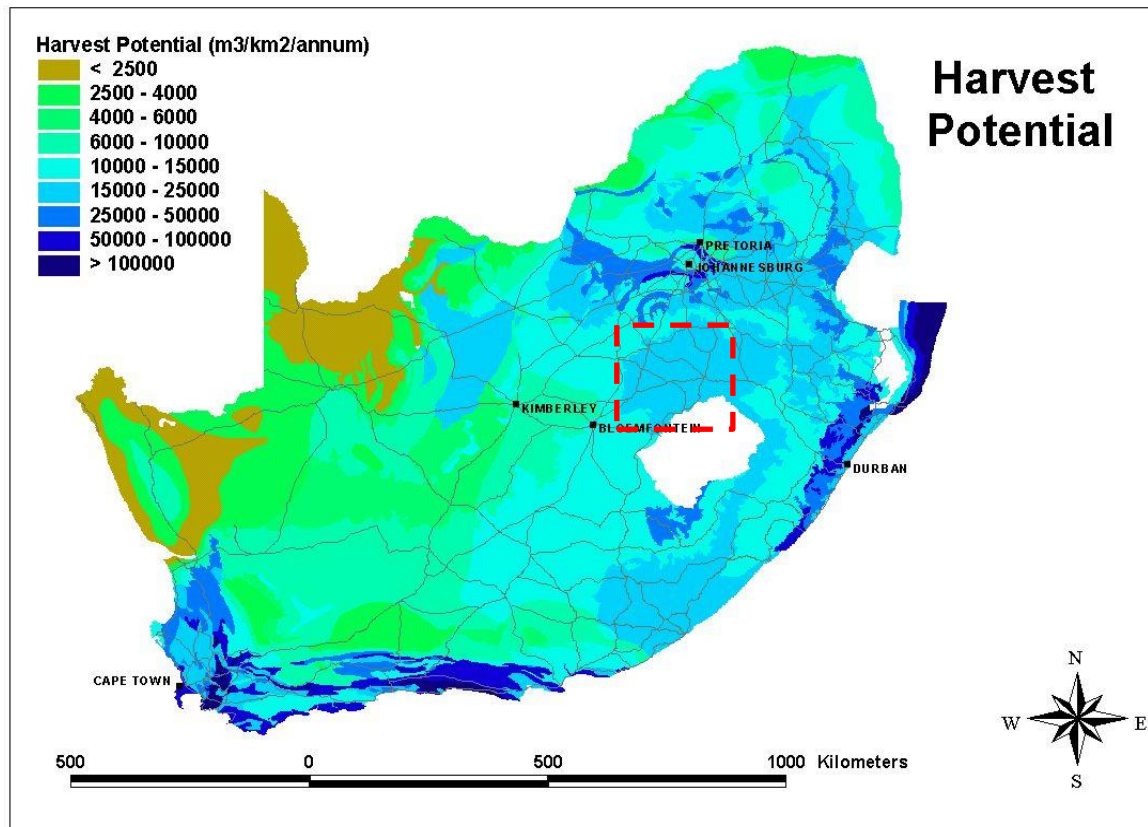 Harvest Potential (m3/km2/annum)
< 2500
2500 - 4000
4000 - 6000
6000 - 10000
10000 - 15000
15000 - 25000
25000 - 50000
50000 - 100000
> 100000
Harvest
Potential
PRETORIA
JOHANNESBURG
KIMBERLEY
BLOEMFONTEIN
DURBAN
CAPE TOWN
N
W
E
S
500
0
500
1000 Kilometers